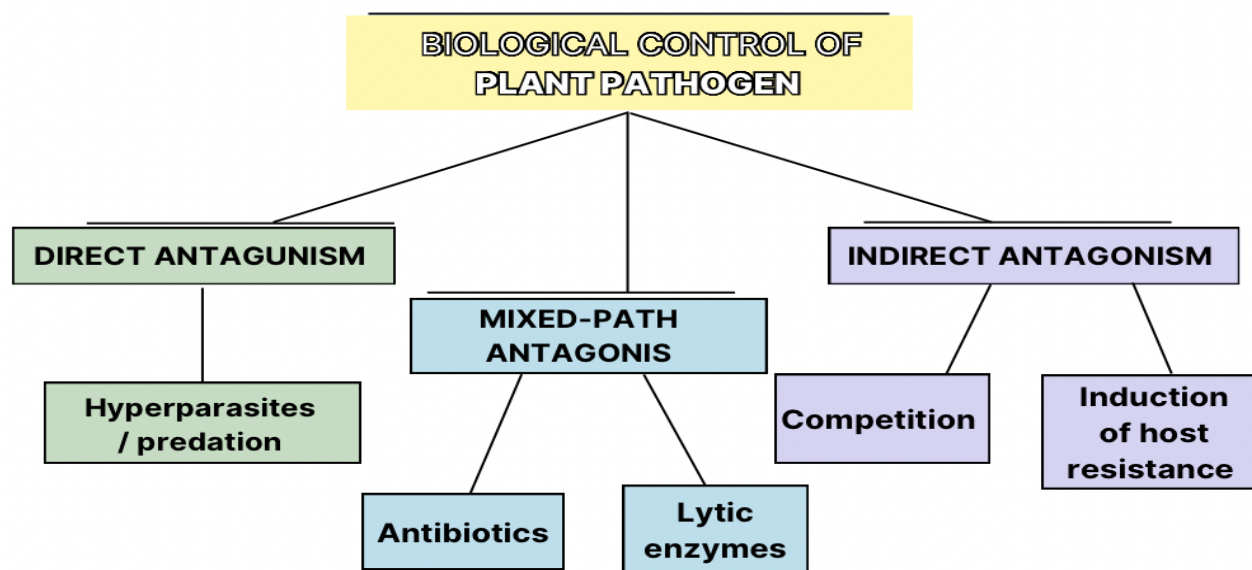 BIOLOGICAL CONTROL OF
PLANT PATHOGEN
DIRECT ANTAGUNISM
INDIRECT ANTAGONISM
MIXED-PATH
ANTAGONIS
Hyperparasites
/ predation
Competition
Induction
of host
resistance
Antibiotics
Lytic
enzymes